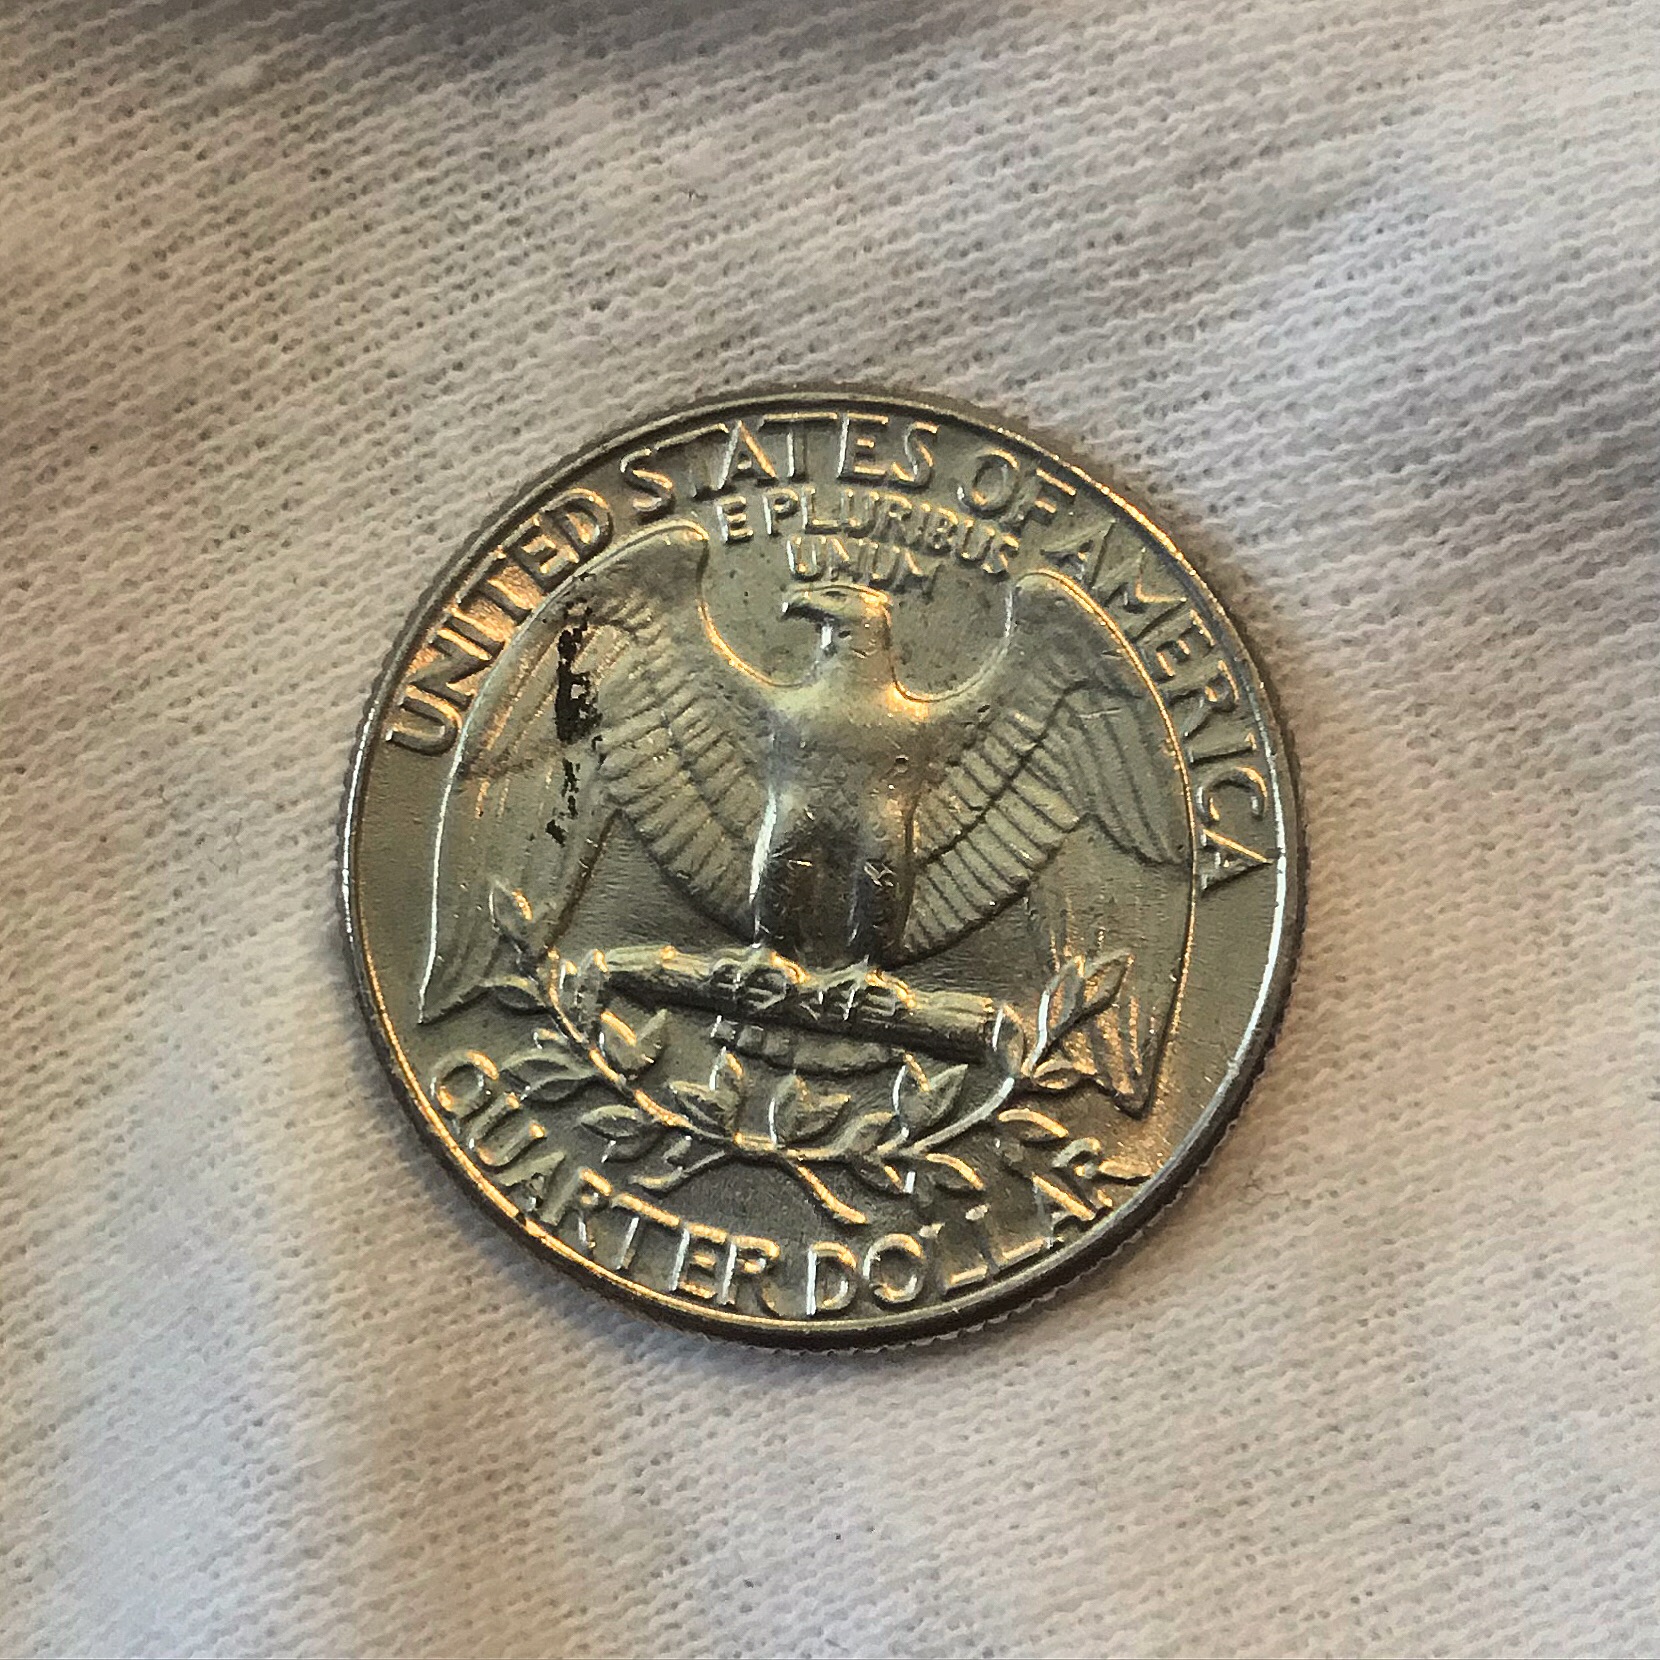 UNITED STATES OF AMERICA
E PLURIBUS
UNUM
QUARTER DOLLAR